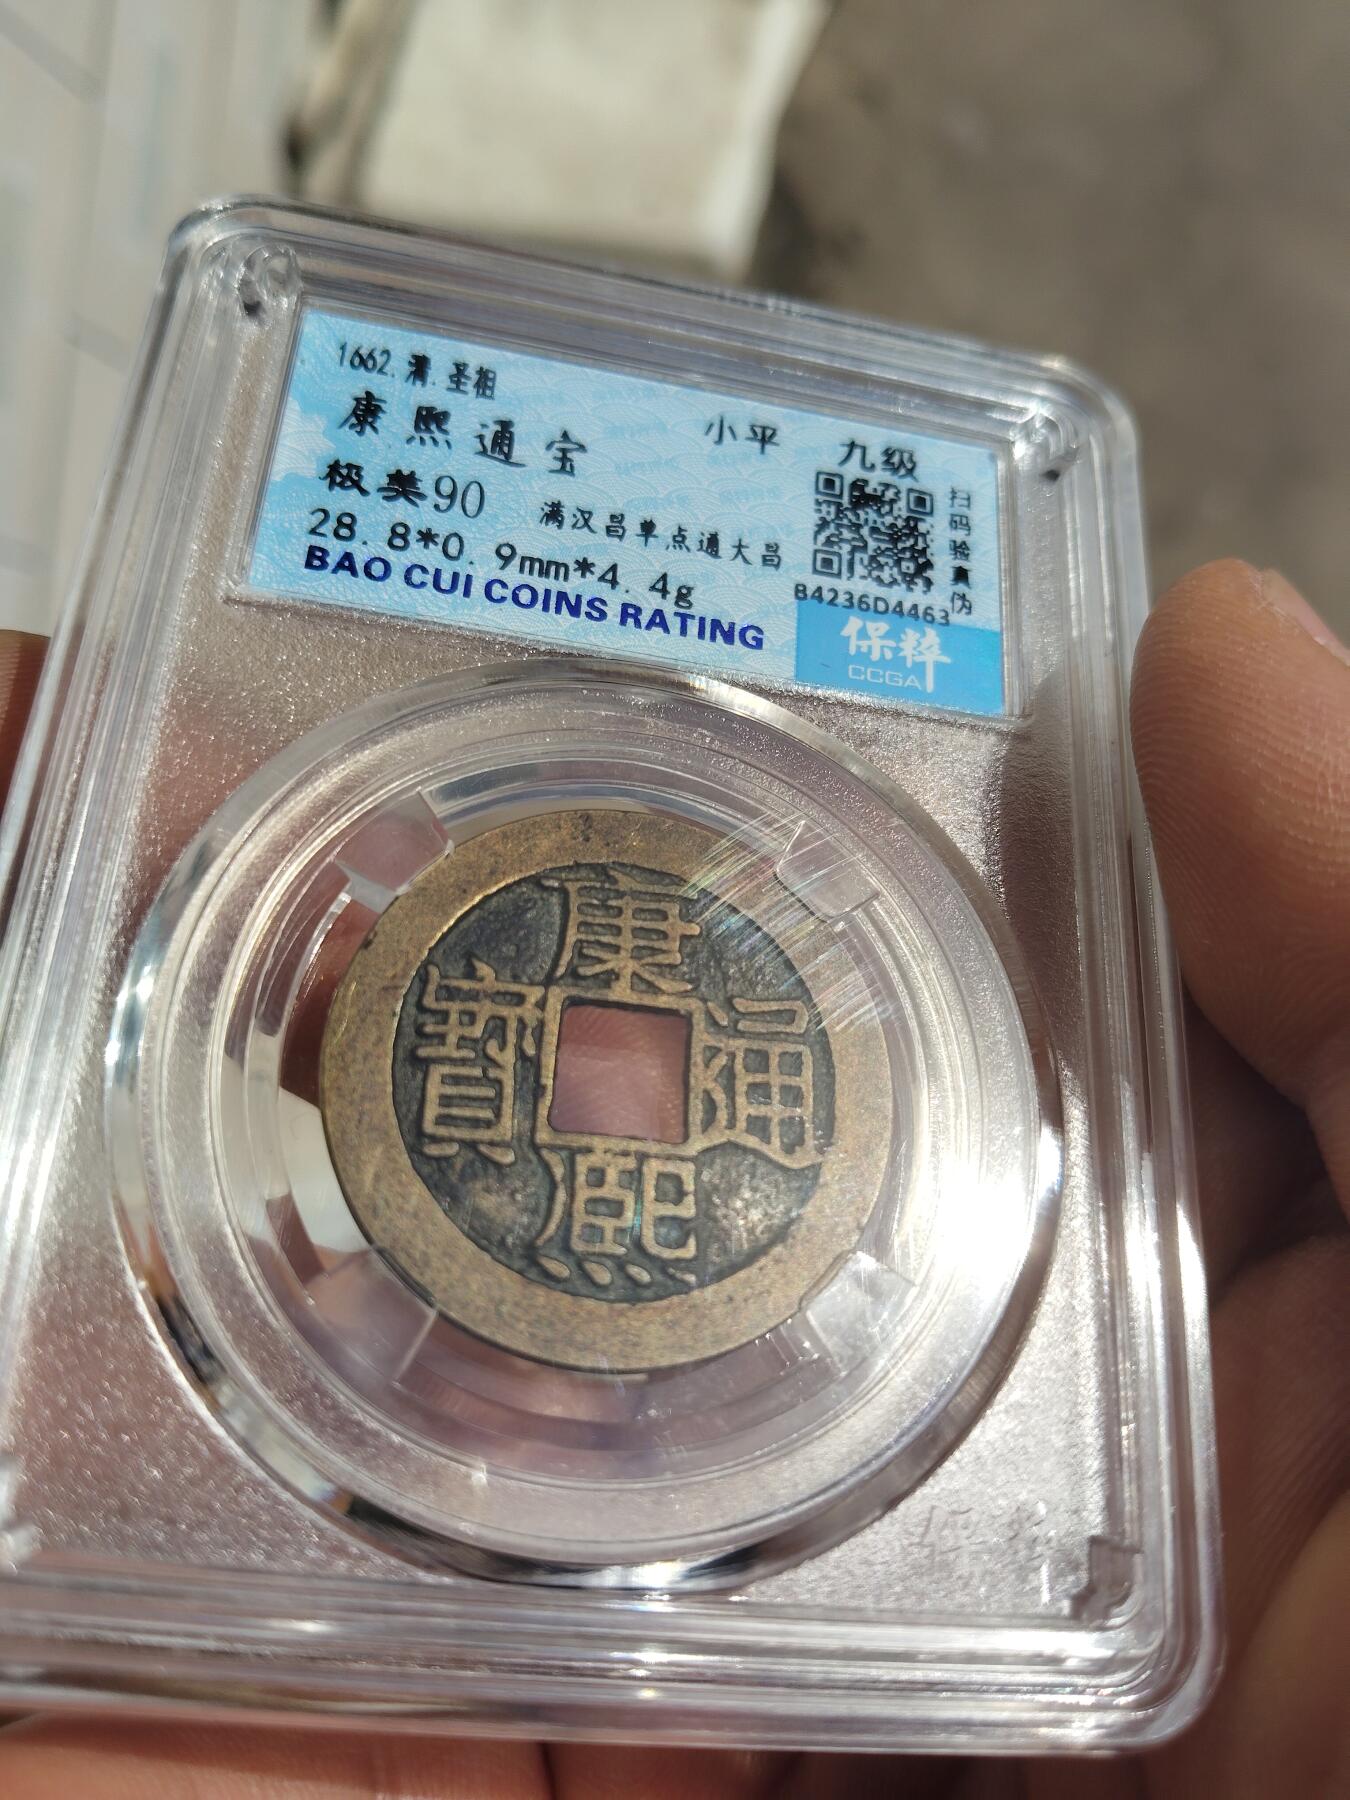 1662.清.圣祖
康熙通宝 小平 九级
极美90 满汉昌单点通大昌
28.8*0.9mm*4.4g
BAO CUI COINS RATING
扫码验真伪
B4236D4463
保粹
CCGA
康熙通寶